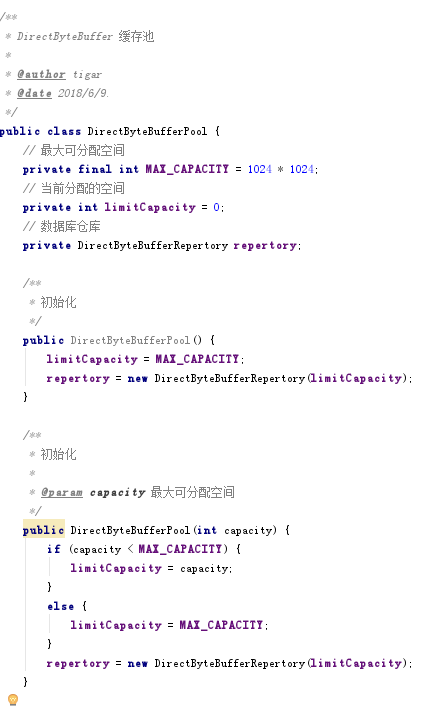 /**
 * DirectByteBuffer 缓存池
 *
 * @author tigar
 * @date 2018/6/9.
 */
public class DirectByteBufferPool {
    // 最大可分配空间
    private final int MAX_CAPACITY = 1024 * 1024;
    // 当前分配的空间
    private int limitCapacity = 0;
    // 数据库仓库
    private DirectByteBufferRepertory repertory;

    /**
     * 初始化
     */
    public DirectByteBufferPool() {
        limitCapacity = MAX_CAPACITY;
        repertory = new DirectByteBufferRepertory(limitCapacity);
    }

    /**
     * 初始化
     *
     * @param capacity 最大可分配空间
     */
    public DirectByteBufferPool(int capacity) {
        if (capacity < MAX_CAPACITY) {
            limitCapacity = capacity;
        }
        else {
            limitCapacity = MAX_CAPACITY;
        }
        repertory = new DirectByteBufferRepertory(limitCapacity);
    }